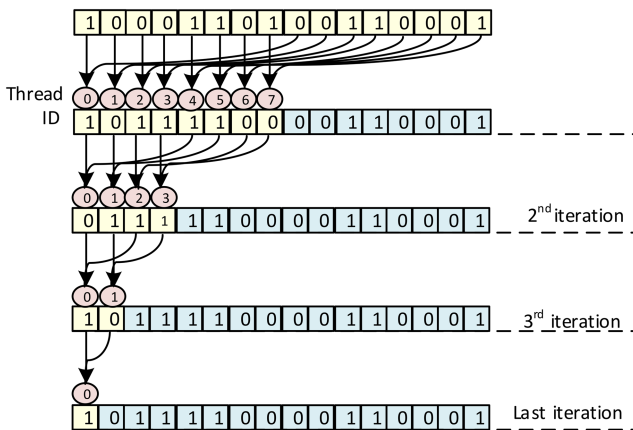 1 0 0 0 1 1 0 1 0 0 1 1 0 0 0 1
Thread ID
0 1 2 3 4 5 6 7
1 0 1 1 1 1 0 0 0 0 1 1 0 0 0 1
0 1 2 3
0 1 1 1 1 1 0 0 0 0 1 1 0 0 0 1
2nd iteration
0 1
1 0 1 1 1 1 0 0 0 0 1 1 0 0 0 1
3rd iteration
0
1 0 1 1 1 1 0 0 0 0 1 1 0 0 0 1
Last iteration